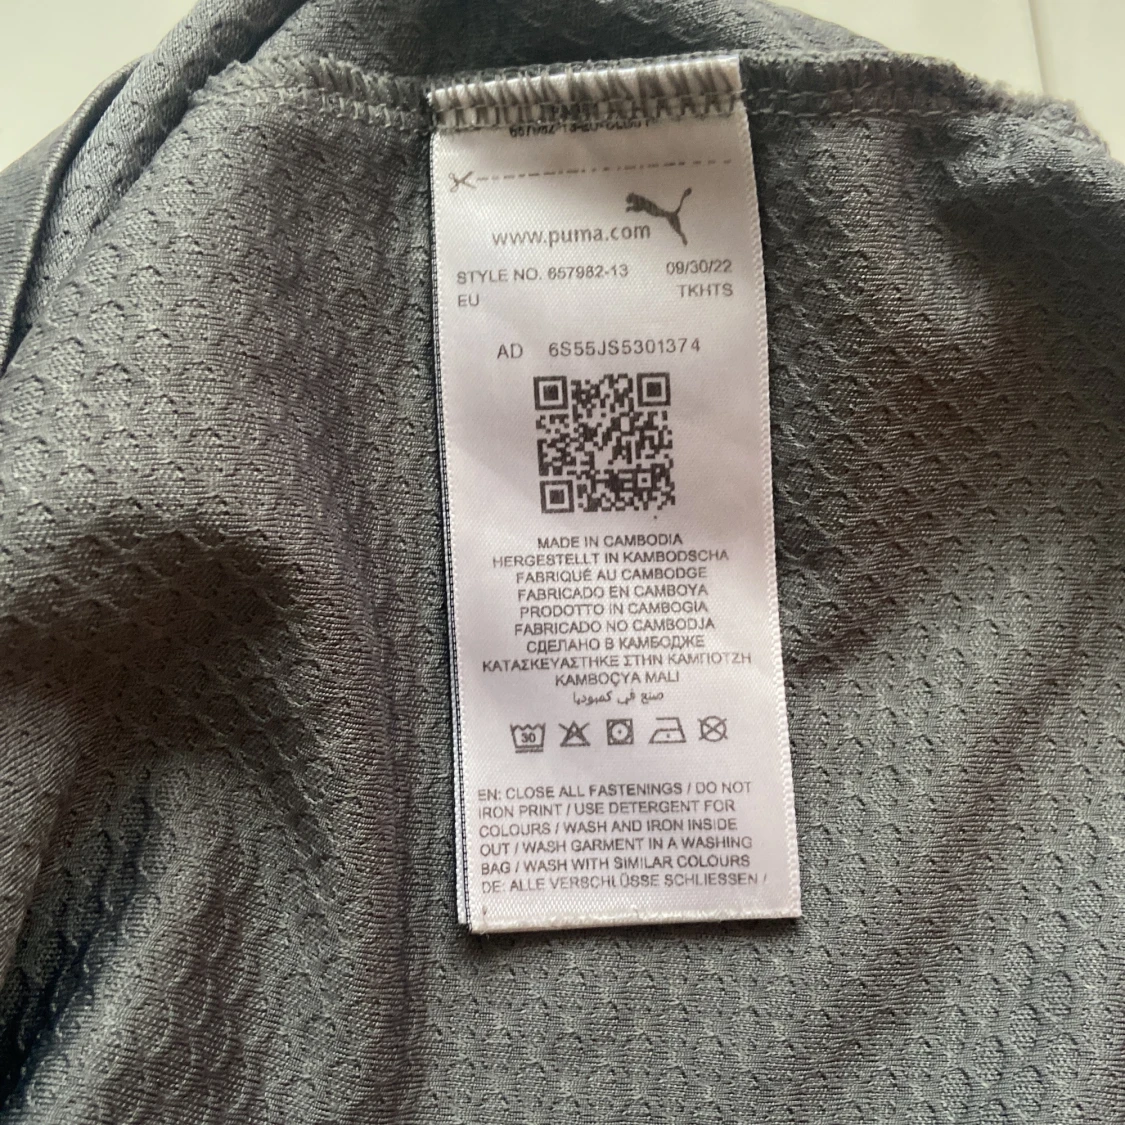 www.puma.com
STYLE NO. 657982-13 09/30/22
EU TKHTS
AD 6S55JS5301374
MADE IN CAMBODIA
HERGESTELLT IN KAMBODSCHA
FABRIQUÉ AU CAMBODGE
FABRICADO EN CAMBOYA
PRODOTTO IN CAMBOGIA
FABRICADO NO CAMBODJA
СДЕЛАНО В КАМБОДЖЕ
ΚΑΤΑΣΚΕΥΑΣΤΗΚΕ ΣΤΗΝ ΚΑΜΠΟΤΖΗ
KAMBOÇYA MALI
صنع في كمبوديا
30
EN: CLOSE ALL FASTENINGS / DO NOT
IRON PRINT / USE DETERGENT FOR
COLOURS / WASH AND IRON INSIDE
OUT / WASH GARMENT IN A WASHING
BAG / WASH WITH SIMILAR COLOURS
DE: ALLE VERSCHLÜSSE SCHLIESSEN /